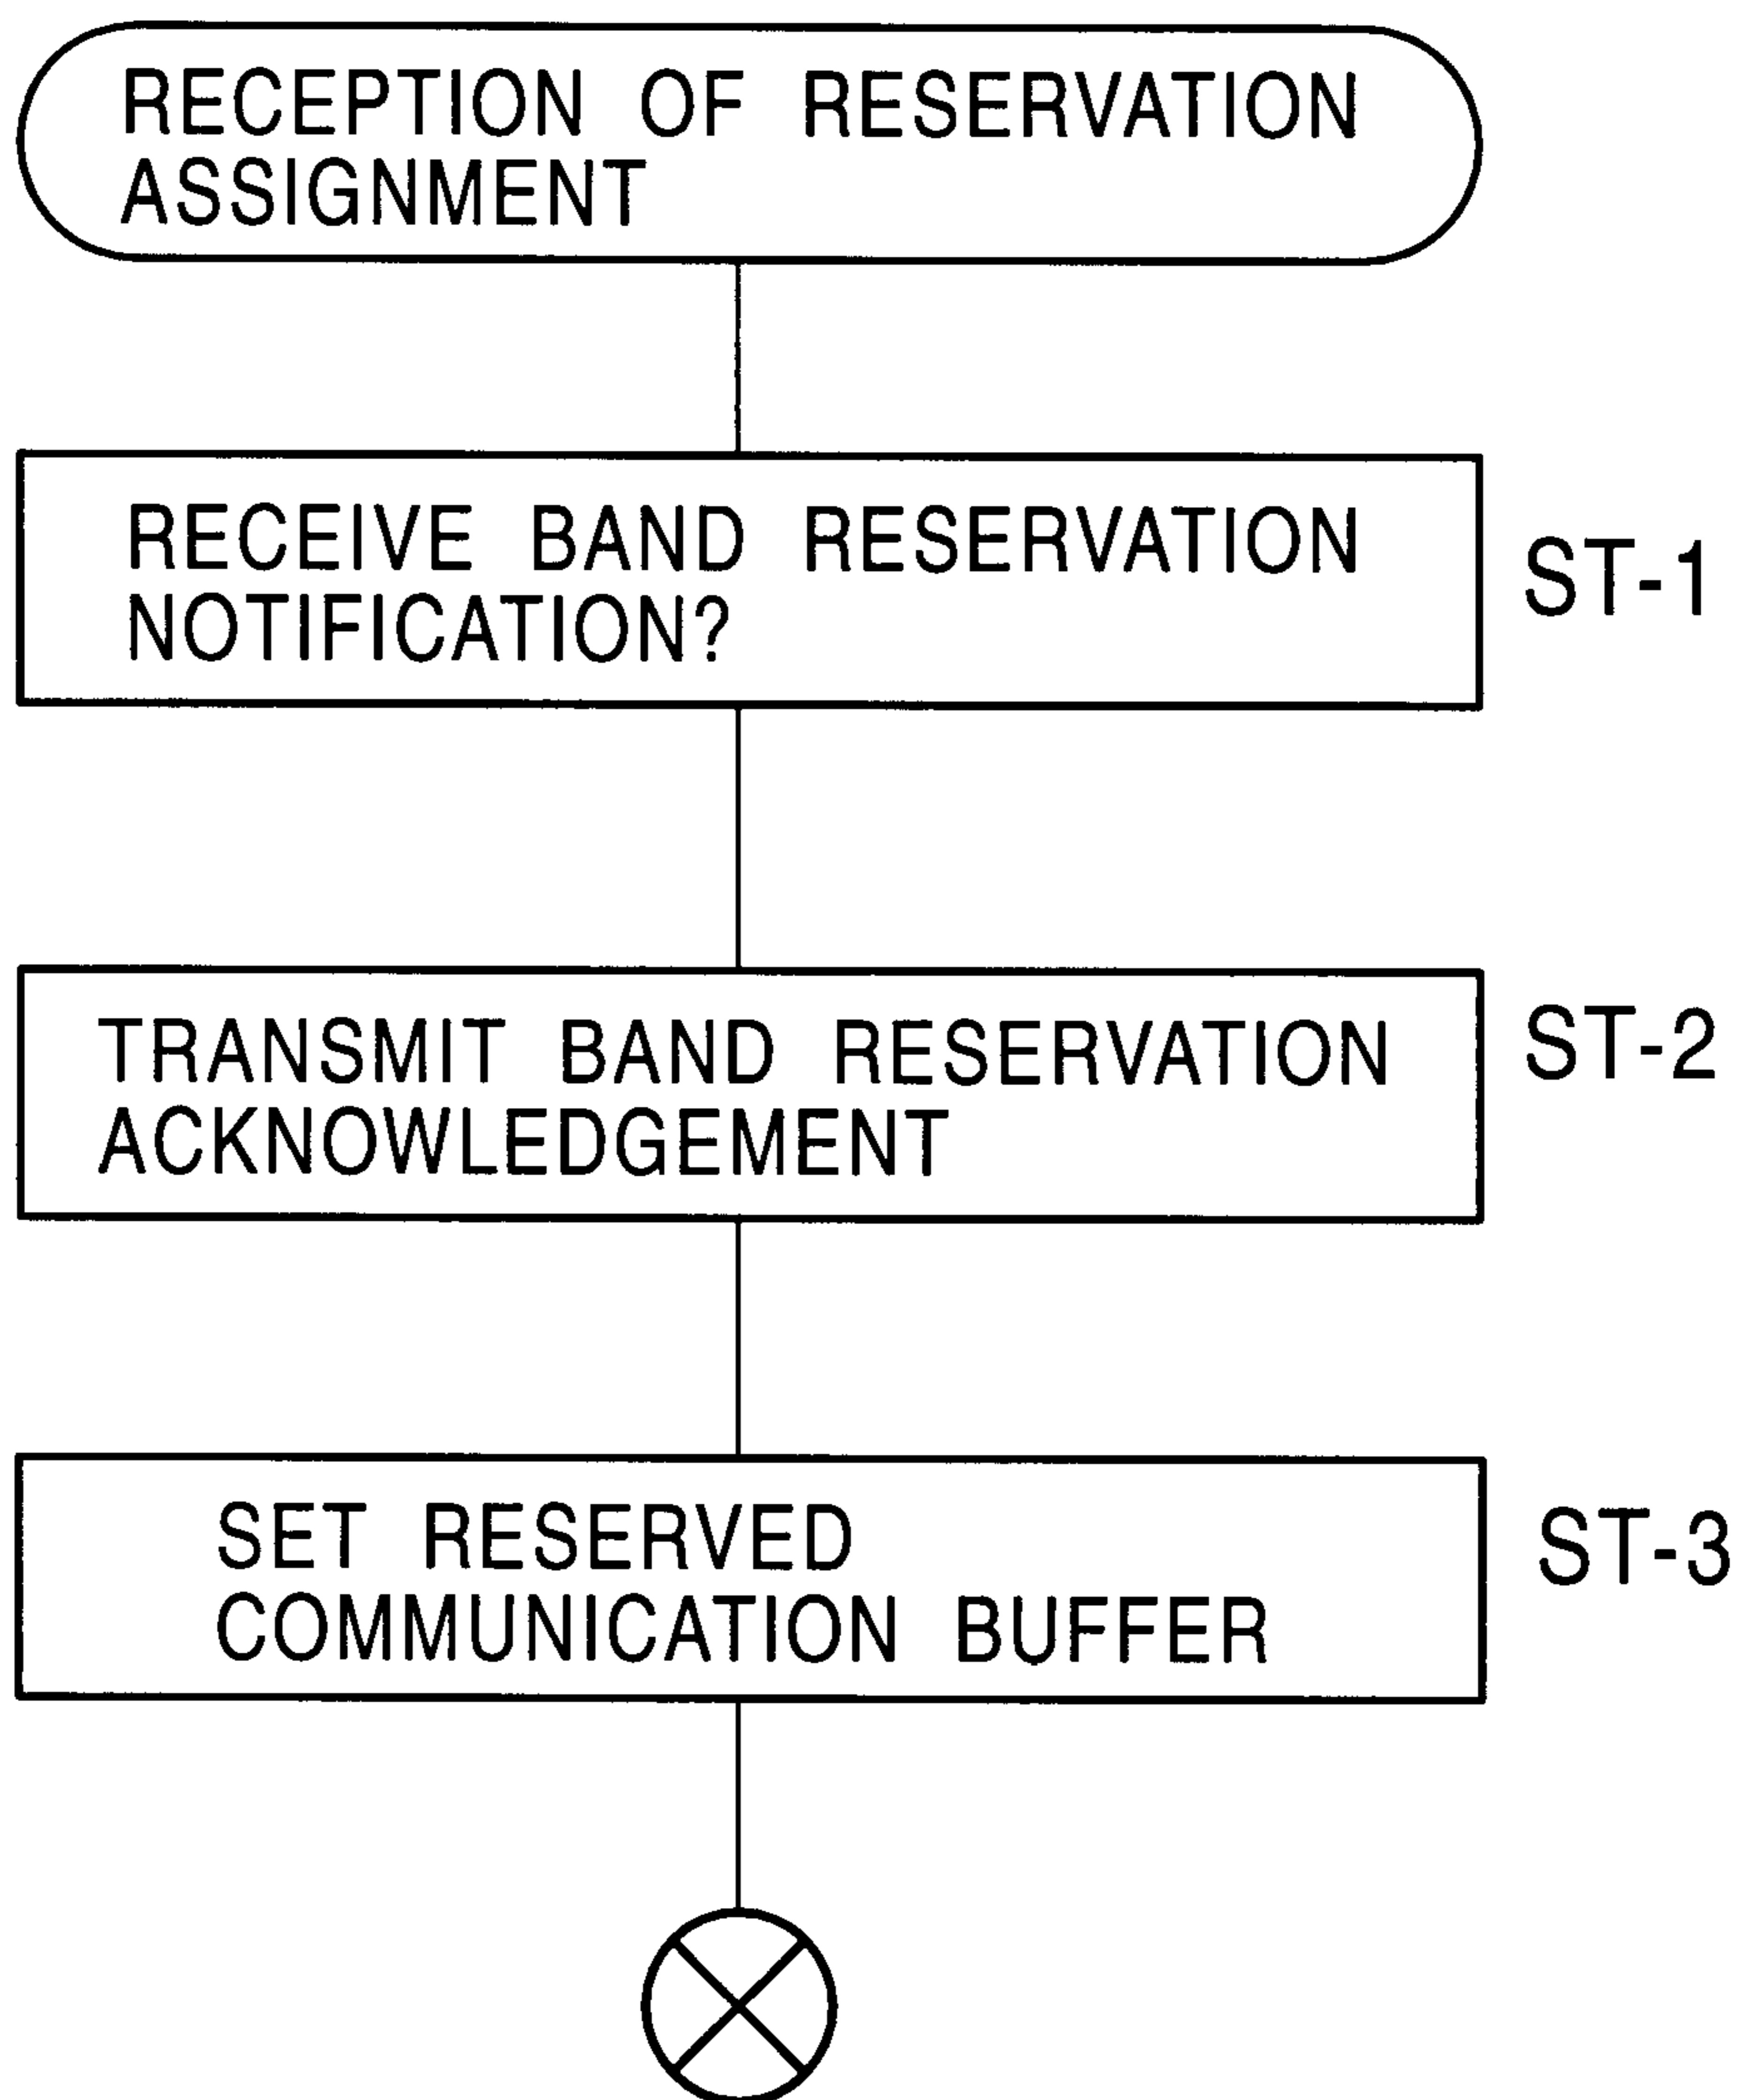 RECEPTION OF RESERVATION
ASSIGNMENT
RECEIVE BAND RESERVATION
NOTIFICATION?
ST-1
TRANSMIT BAND RESERVATION
ACKNOWLEDGEMENT
ST-2
SET RESERVED
COMMUNICATION BUFFER
ST-3